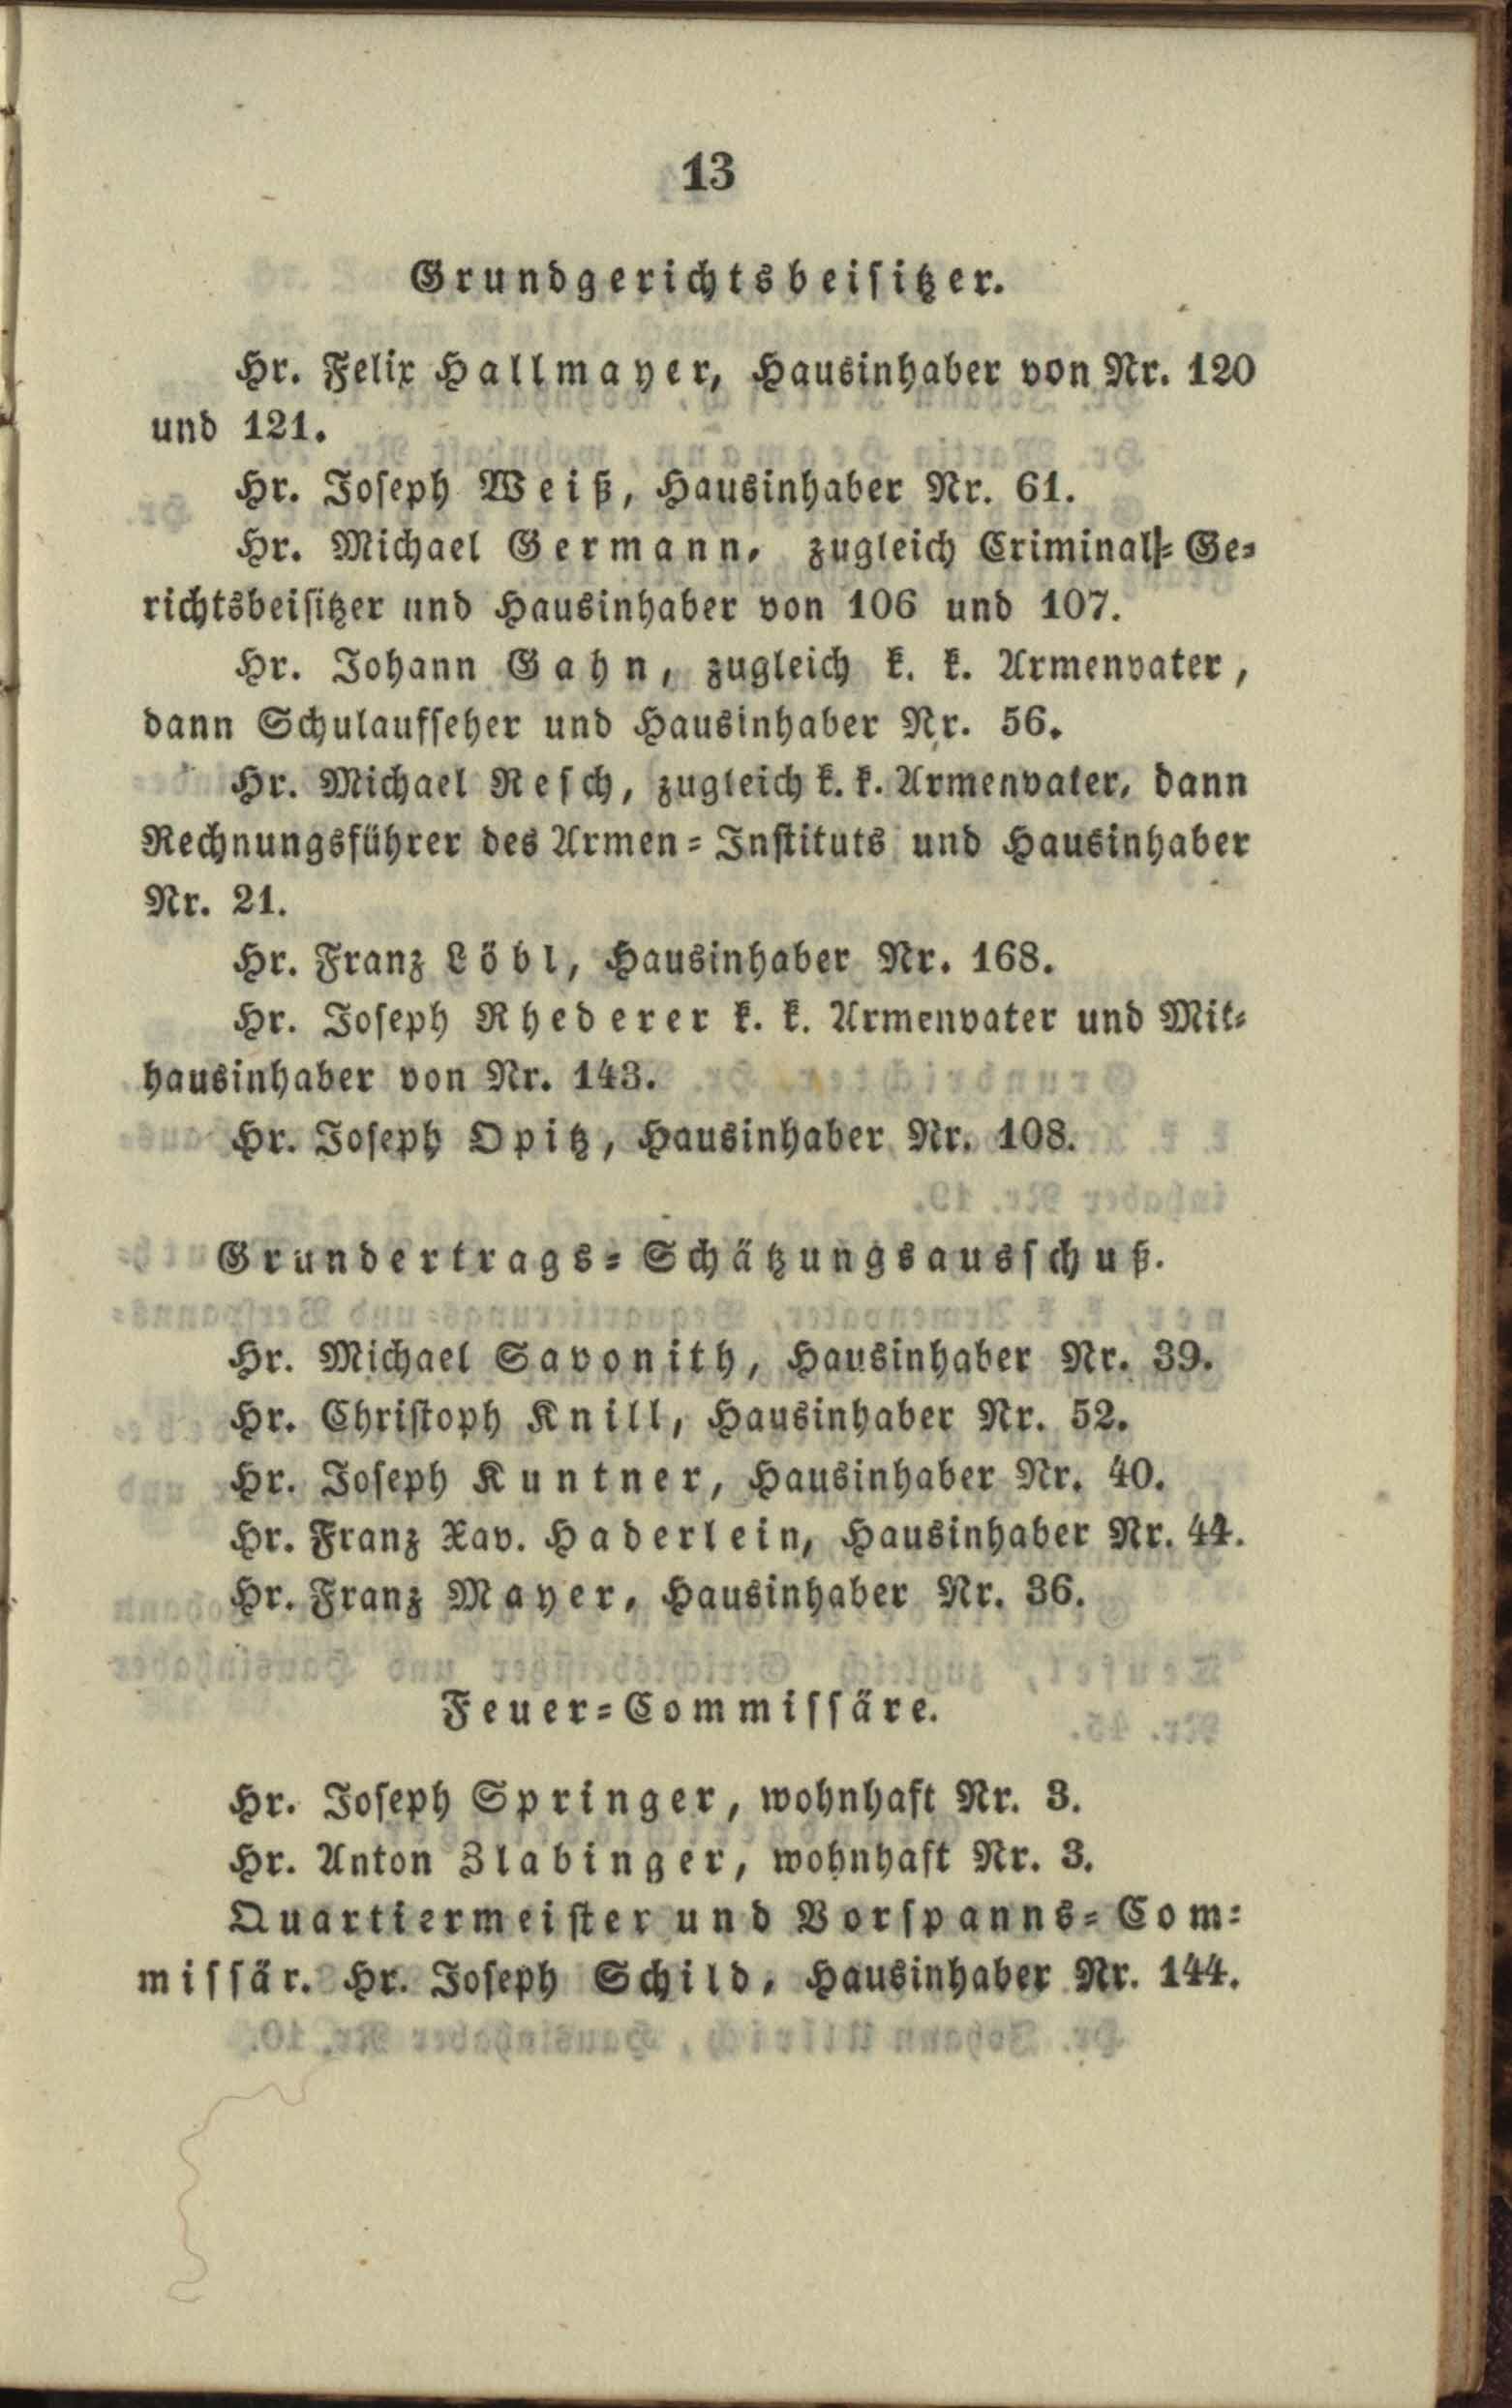 13
Grundgerichtsbeisitzer.
Hr. Felix Hallmayer, Hausinhaber von Nr. 120
und 121.
Hr. Joseph Weiß, Hausinhaber Nr. 61.
Hr. Michael Germann, zugleich Criminal-Ge-
richtsbeisitzer und Hausinhaber von 106 und 107.
Hr. Johann Gahn, zugleich k. k. Armenvater,
dann Schulaufseher und Hausinhaber Nr. 56.
Hr. Michael Resch, zugleich k. k. Armenvater, dann
Rechnungsführer des Armen-Instituts und Hausinhaber
Nr. 21.
Hr. Franz Löbl, Hausinhaber Nr. 168.
Hr. Joseph Rhederer k. k. Armenvater und Mit-
hausinhaber von Nr. 143.
Hr. Joseph Opitz, Hausinhaber Nr. 108.
Grundertrags-Schätzungsausschuß.
Hr. Michael Savonith, Hausinhaber Nr. 39.
Hr. Christoph Knill, Hausinhaber Nr. 52.
Hr. Joseph Kuntner, Hausinhaber Nr. 40.
Hr. Franz Xav. Haderlein, Hausinhaber Nr. 44.
Hr. Franz Mayer, Hausinhaber Nr. 36.
Feuer-Commissäre.
Hr. Joseph Springer, wohnhaft Nr. 3.
Hr. Anton Zlabinger, wohnhaft Nr. 3.
Quartiermeister und Vorspanns-Com-
missär. Hr. Joseph Schild, Hausinhaber Nr. 144.